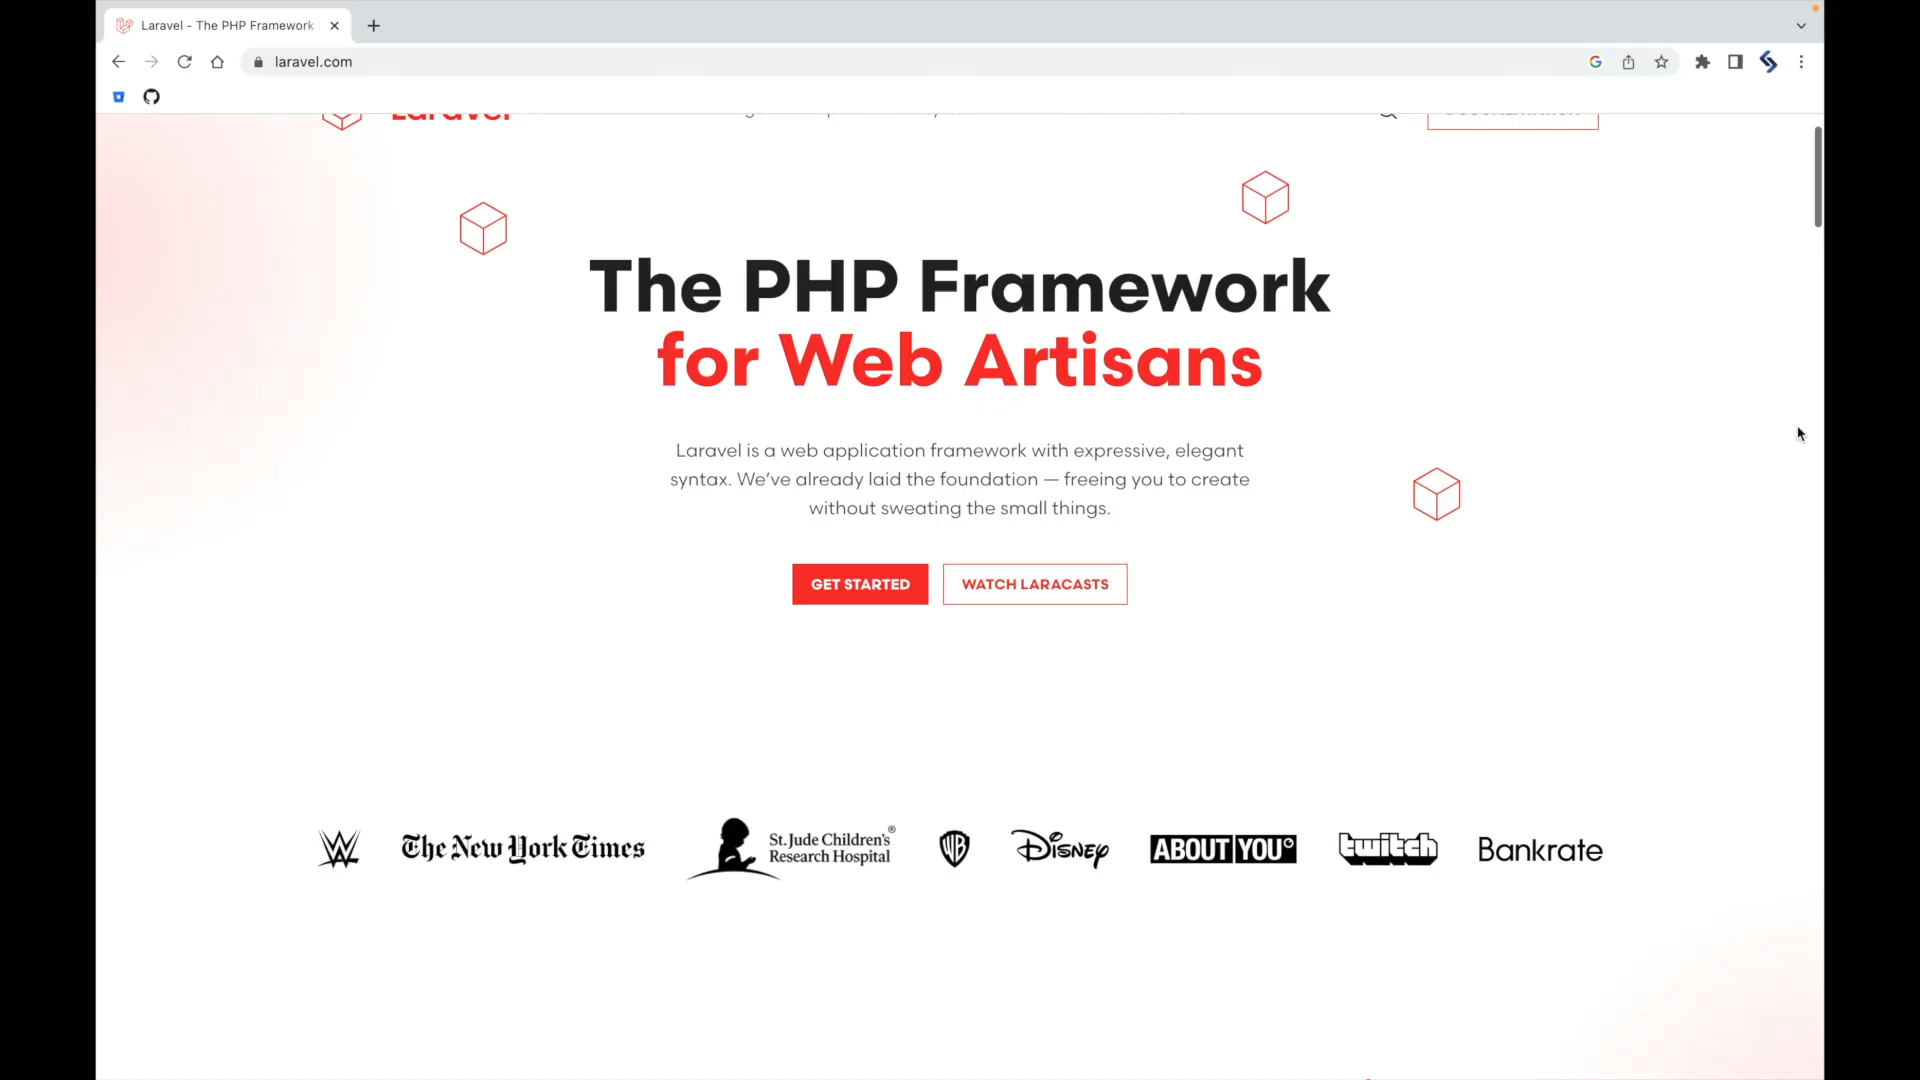 Laravel - The PHP Framework
laravel.com
Laravel
The PHP Framework
for Web Artisans
Laravel is a web application framework with expressive, elegant
syntax. We’ve already laid the foundation — freeing you to create
without sweating the small things.
GET STARTED
WATCH LARACASTS
W
The New York Times
St. Jude Children's®
Research Hospital
WB
Disney
ABOUT YOU°
twitch
Bankrate